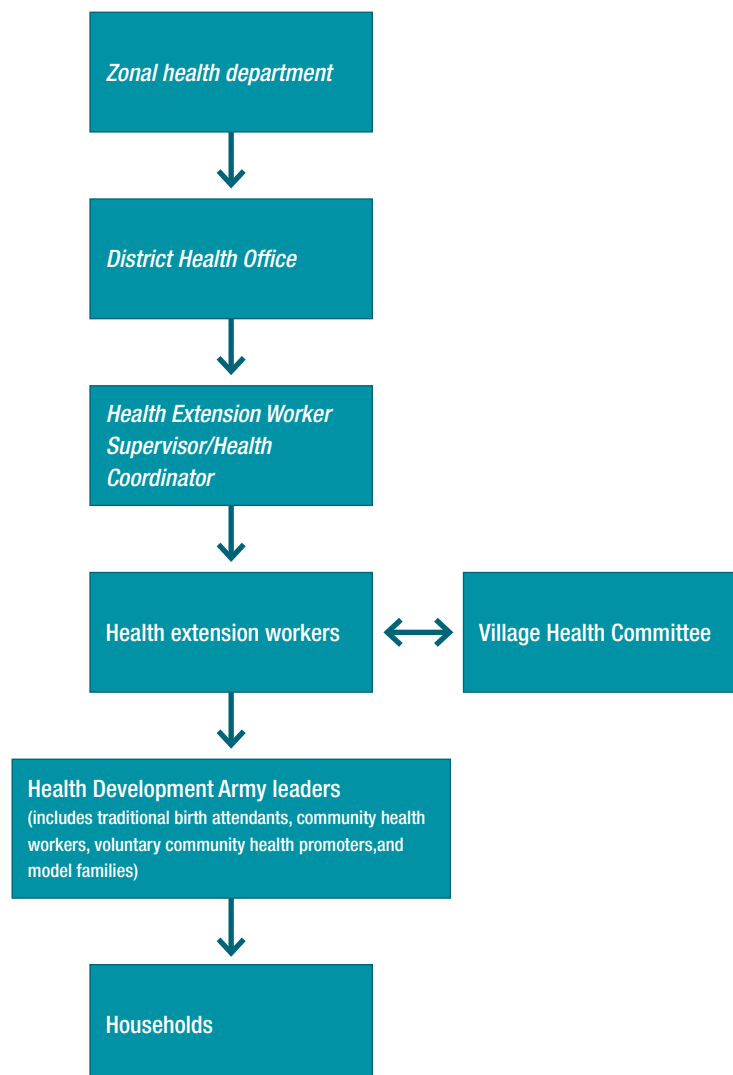 Zonal health department
District Health Office
Health Extension Worker
Supervisor/Health
Coordinator
Health extension workers
Village Health Committee
Health Development Army leaders
(includes traditional birth attendants, community health
workers, voluntary community health promoters,and
model families)
Households